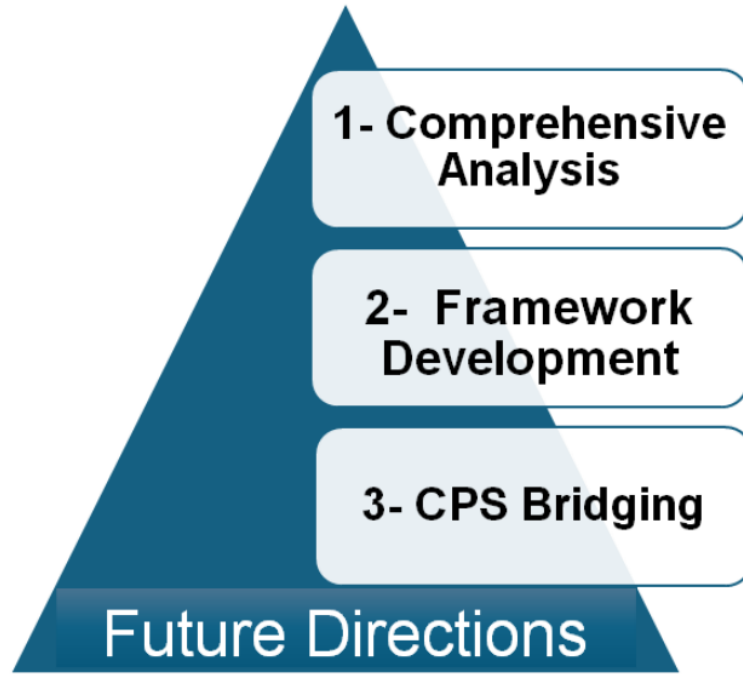 1- Comprehensive
Analysis
2- Framework
Development
3- CPS Bridging
Future Directions